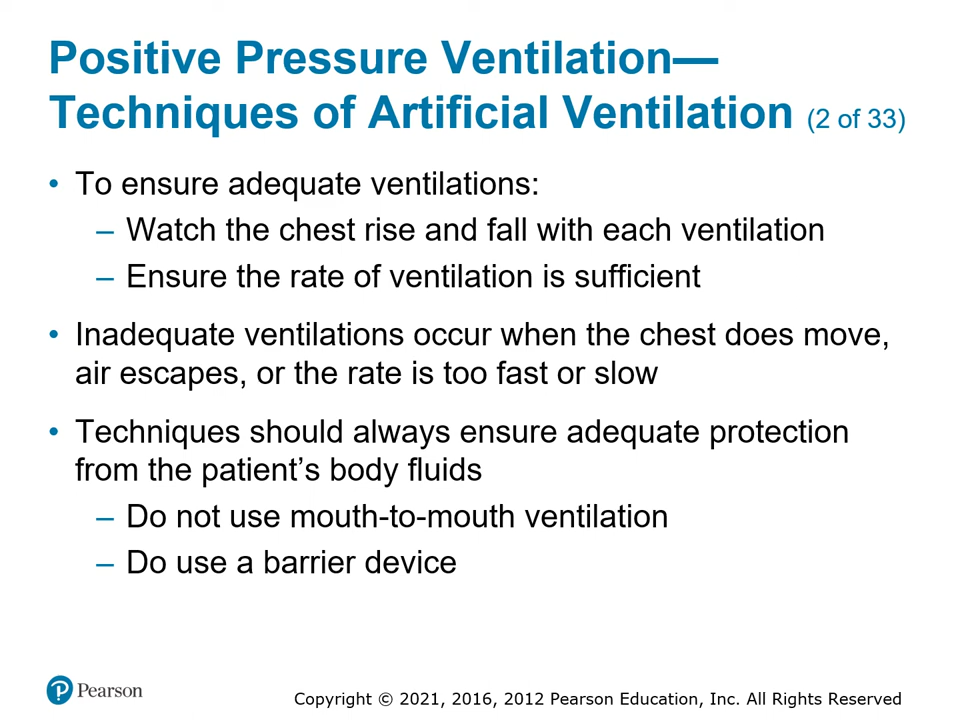 Positive Pressure Ventilation—
Techniques of Artificial Ventilation (2 of 33)
• To ensure adequate ventilations:
– Watch the chest rise and fall with each ventilation
– Ensure the rate of ventilation is sufficient
• Inadequate ventilations occur when the chest does move,
air escapes, or the rate is too fast or slow
• Techniques should always ensure adequate protection
from the patient’s body fluids
– Do not use mouth-to-mouth ventilation
– Do use a barrier device
Pearson
Copyright © 2021, 2016, 2012 Pearson Education, Inc. All Rights Reserved